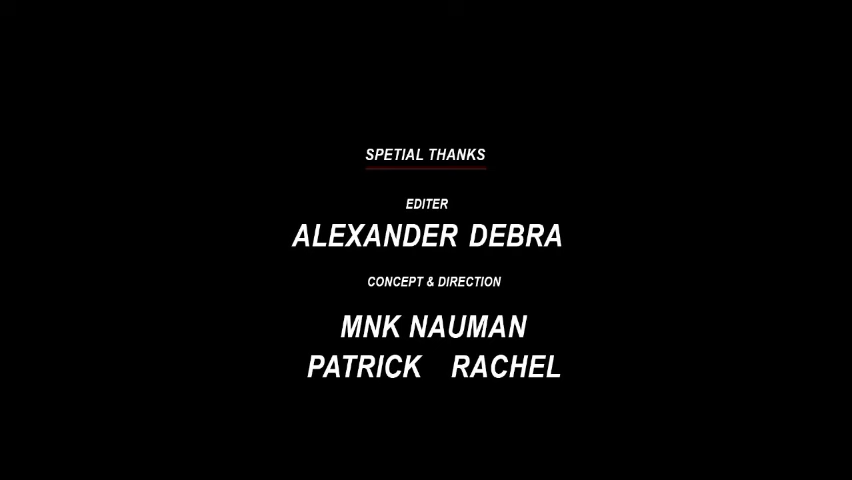 SPETIAL THANKS
EDITER
ALEXANDER DEBRA
CONCEPT & DIRECTION
MNK NAUMAN
PATRICK RACHEL